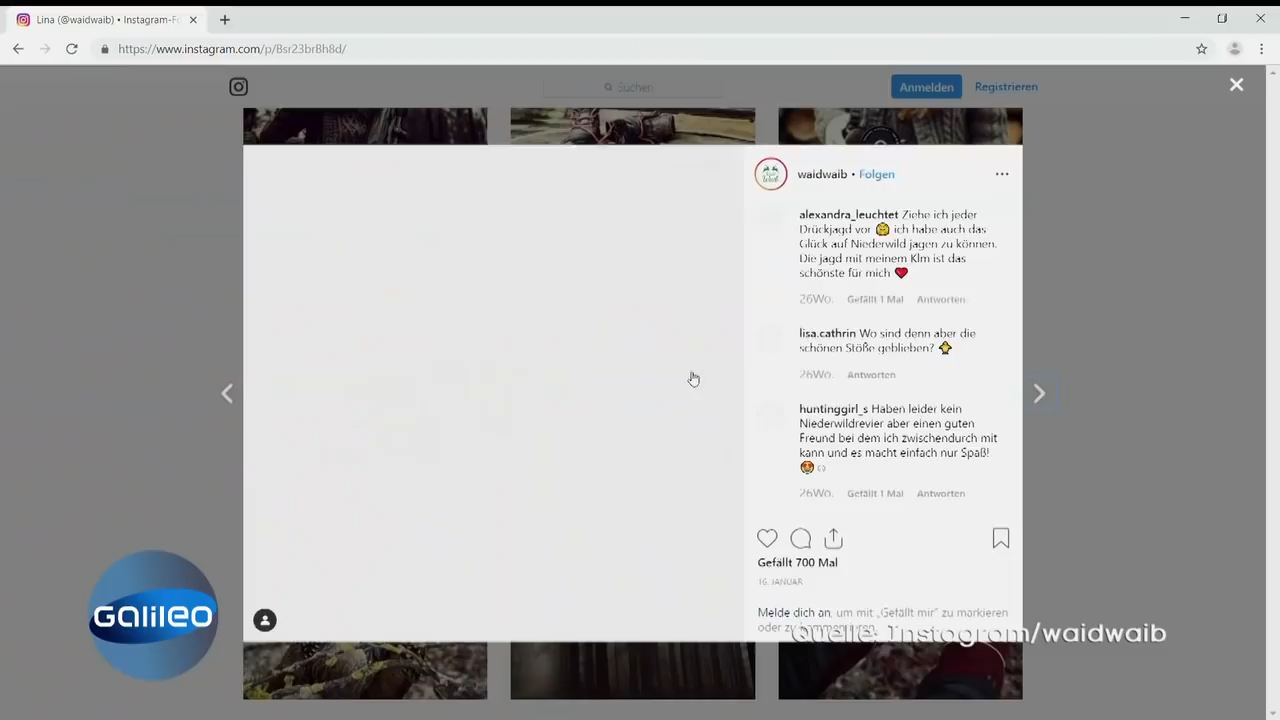 Lina (@waidwaib) • Instagram-Fo
https://www.instagram.com/p/Bsr23brBh8d/
Suchen
Anmelden
Registrieren
waidwaib • Folgen
alexandra_leuchtet Ziehe ich jeder
Drückjagd vor ich habe auch das
Glück auf Niederwild jagen zu können.
Die jagd mit meinem Klm ist das
schönste für mich
26Wo. Gefällt 1 Mal Antworten
lisa.cathrin Wo sind denn aber die
schönen Stöße geblieben?
26Wo. Antworten
huntinggirl_s Haben leider kein
Niederwildrevier aber einen guten
Freund bei dem ich zwischendurch mit
kann und es macht einfach nur Spaß!
26Wo. Gefällt 1 Mal Antworten
Gefällt 700 Mal
16. JANUAR
Melde dich an, um mit „Gefällt mir" zu markieren
oder zu kommentieren.
Galileo
Quelle: Instogram/waidwaib